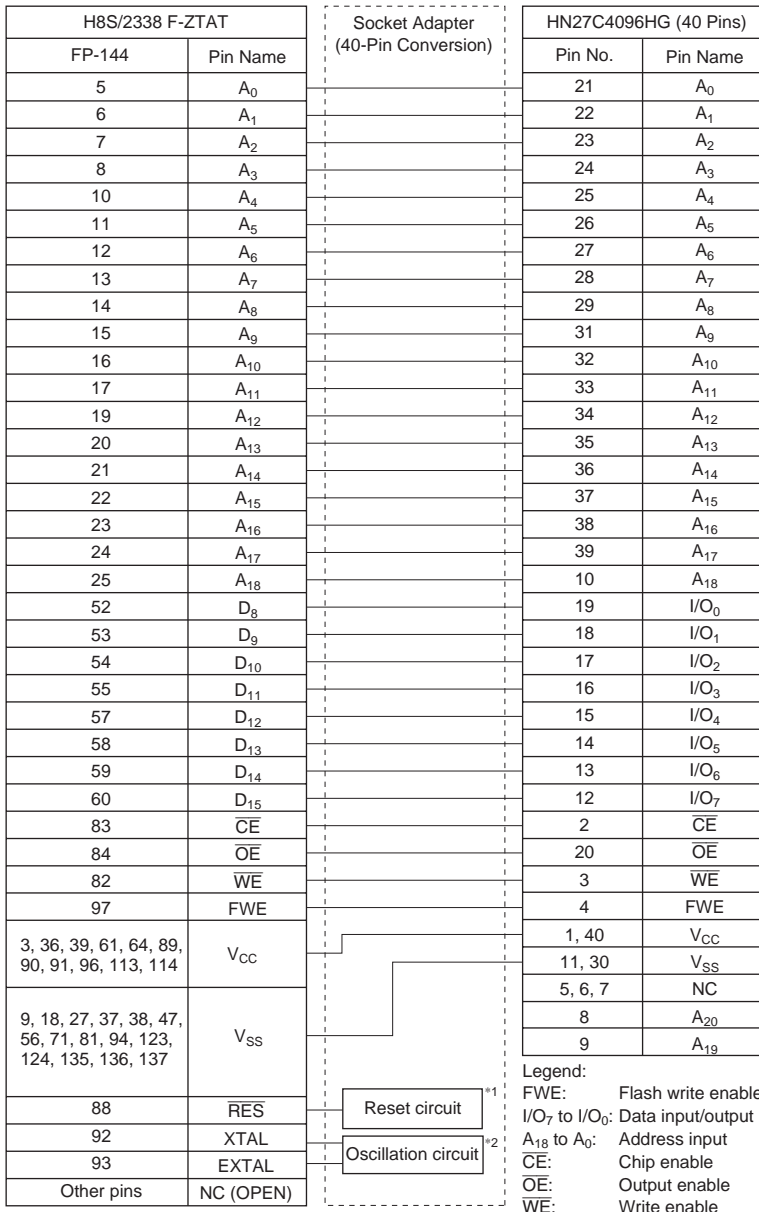 H8S/2338 F-ZTAT
Socket Adapter
(40-Pin Conversion)
HN27C4096HG (40 Pins)
FP-144 Pin Name
Pin No. Pin Name
5 A0 21 A0
6 A1 22 A1
7 A2 23 A2
8 A3 24 A3
10 A4 25 A4
11 A5 26 A5
12 A6 27 A6
13 A7 28 A7
14 A8 29 A8
15 A9 31 A9
16 A10 32 A10
17 A11 33 A11
19 A12 34 A12
20 A13 35 A13
21 A14 36 A14
22 A15 37 A15
23 A16 38 A16
24 A17 39 A17
25 A18 10 A18
52 D8 19 I/O0
53 D9 18 I/O1
54 D10 17 I/O2
55 D11 16 I/O3
57 D12 15 I/O4
58 D13 14 I/O5
59 D14 13 I/O6
60 D15 12 I/O7
83 CE 2 CE
84 OE 20 OE
82 WE 3 WE
97 FWE 4 FWE
3, 36, 39, 61, 64, 89,
90, 91, 96, 113, 114
VCC
1, 40 VCC
11, 30 VSS
5, 6, 7 NC
8 A20
9 A19
9, 18, 27, 37, 38, 47,
56, 71, 81, 94, 123,
124, 135, 136, 137
VSS
88 RES
Reset circuit *1
92 XTAL
93 EXTAL
Oscillation circuit *2
Other pins NC (OPEN)
Legend:
FWE: Flash write enable
I/O7 to I/O0: Data input/output
A18 to A0: Address input
CE: Chip enable
OE: Output enable
WE: Write enable